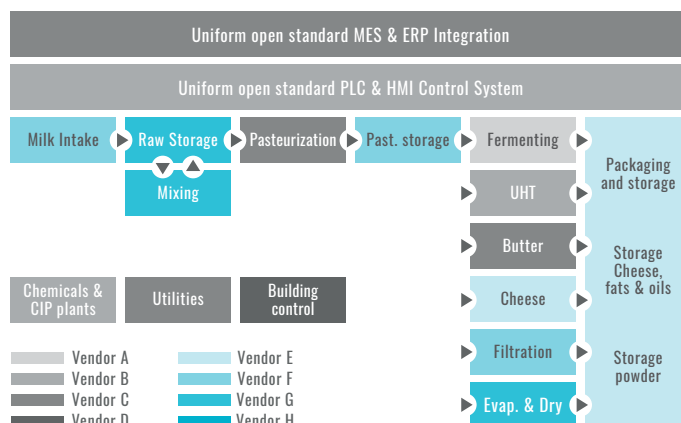 Uniform open standard MES & ERP Integration
Uniform open standard PLC & HMI Control System
Milk Intake
Raw Storage
Pasteurization
Past. storage
Fermenting
Mixing
UHT
Packaging
and storage
Butter
Storage
Cheese,
fats & oils
Chemicals &
CIP plants
Utilities
Building
control
Cheese
Filtration
Storage
powder
Evap. & Dry
Vendor A
Vendor B
Vendor C
Vendor D
Vendor E
Vendor F
Vendor G
Vendor H